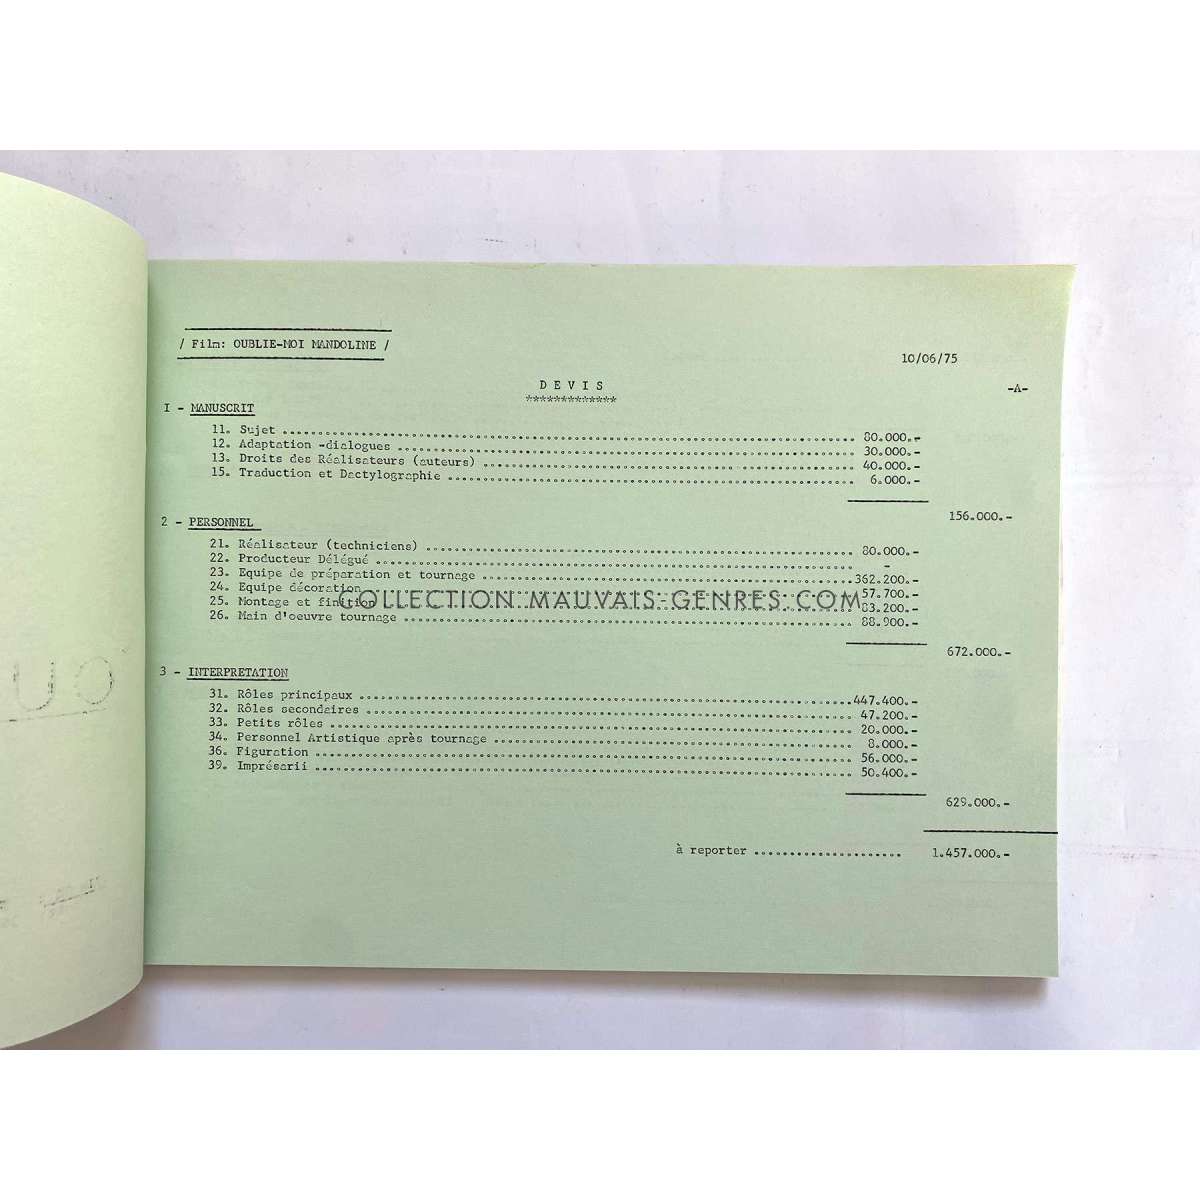 / Film: OUBLIE-MOI MANDOLINE /
10/06/75
D E V I S
-A-
*************
I - MANUSCRIT
11. Sujet ........ 80.000.-
12. Adaptation -dialogues ........ 30.000.-
13. Droits des Réalisateurs (auteurs) ........ 40.000.-
15. Traduction et Dactylographie ........ 6.000.-
156.000.-
2 - PERSONNEL
21. Réalisateur (techniciens) ........ 80.000.-
22. Producteur Délégué ........ -
23. Equipe de préparation et tournage ........ 362.200.-
24. Equipe décoration ........ 57.700.-
25. Montage et finition ........ 83.200.-
COLLECTION.MAUVAIS-GENRES.COM
26. Main d'oeuvre tournage ........ 88.900.-
672.000.-
3 - INTERPRETATION
31. Rôles principaux ........ 447.400.-
32. Rôles secondaires ........ 47.200.-
33. Petits rôles ........ 20.000.-
34. Personnel Artistique après tournage ........ 8.000.-
36. Figuration ........ 56.000.-
39. Imprésarii ........ 50.400.-
629.000.-
à reporter ........ 1.457.000.-